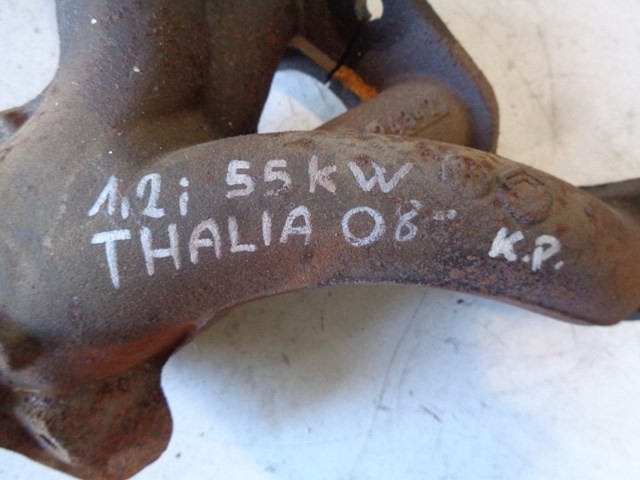 1,2i 55kW
THALIA 08-
K.P.